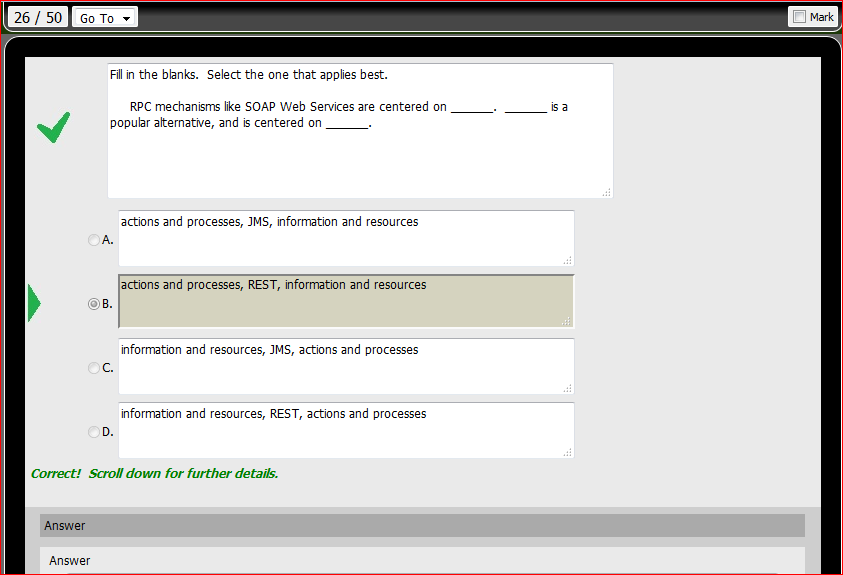 26 / 50 Go To Mark
Fill in the blanks. Select the one that applies best.
RPC mechanisms like SOAP Web Services are centered on _______. _______ is a
popular alternative, and is centered on _______.
A. actions and processes, JMS, information and resources
B. actions and processes, REST, information and resources
C. information and resources, JMS, actions and processes
D. information and resources, REST, actions and processes
Correct! Scroll down for further details.
Answer
Answer